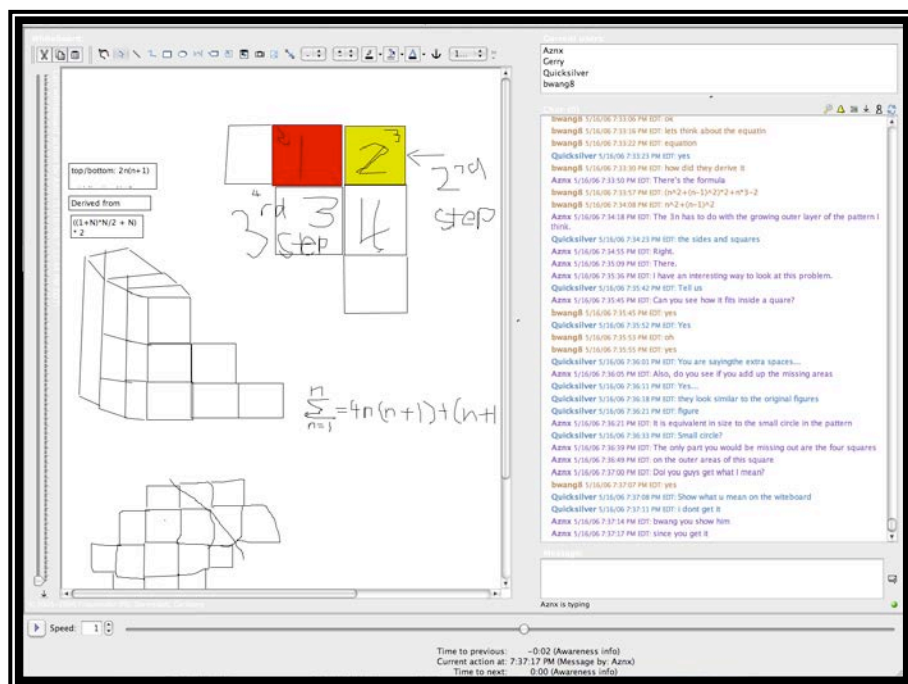 Current users:
Aznx
Gerry
Quicksilver
bwang8
1...
top/bottom: 2n(n+1)
Derived from
((1+N)*N/2 + N)
* 2
2
1
2
3
2nd
step
4
3rd
step
3
4
n
∑ =4n(n+1)+(n+1
n=1
bwang8 5/16/06 7:33:06 PM EDT: ok
bwang8 5/16/06 7:33:16 PM EDT: lets think about the equatin
bwang8 5/16/06 7:33:22 PM EDT: equation
Quicksilver 5/16/06 7:33:23 PM EDT: yes
bwang8 5/16/06 7:33:30 PM EDT: how did they derive it
Aznx 5/16/06 7:33:50 PM EDT: There's the formula
bwang8 5/16/06 7:33:57 PM EDT: (n^2+(n-1)^2)*2+n*3-2
bwang8 5/16/06 7:34:08 PM EDT: n^2+(n-1)^2
Aznx 5/16/06 7:34:18 PM EDT: The 3n has to do with the growing outer layer of the pattern I
think.
Quicksilver 5/16/06 7:34:23 PM EDT: the sides and squares
Aznx 5/16/06 7:34:55 PM EDT: Right.
Aznx 5/16/06 7:35:09 PM EDT: There.
Aznx 5/16/06 7:35:36 PM EDT: I have an interesting way to look at this problem.
Quicksilver 5/16/06 7:35:42 PM EDT: Tell us
Aznx 5/16/06 7:35:45 PM EDT: Can you see how it fits inside a quare?
bwang8 5/16/06 7:35:45 PM EDT: yes
Quicksilver 5/16/06 7:35:52 PM EDT: Yes
bwang8 5/16/06 7:35:53 PM EDT: oh
bwang8 5/16/06 7:35:55 PM EDT: yes
Quicksilver 5/16/06 7:36:01 PM EDT: You are sayingthe extra spaces...
Aznx 5/16/06 7:36:05 PM EDT: Also, do you see if you add up the missing areas
Quicksilver 5/16/06 7:36:11 PM EDT: Yes...
Quicksilver 5/16/06 7:36:18 PM EDT: they look similar to the original figures
Quicksilver 5/16/06 7:36:21 PM EDT: figure
Aznx 5/16/06 7:36:21 PM EDT: It is equivalent in size to the small circle in the pattern
Quicksilver 5/16/06 7:36:33 PM EDT: Small circle?
Aznx 5/16/06 7:36:39 PM EDT: The only part you would be missing out are the four squares
Aznx 5/16/06 7:36:49 PM EDT: on the outer areas of this square
Aznx 5/16/06 7:37:00 PM EDT: Dol you guys get what I mean?
bwang8 5/16/06 7:37:07 PM EDT: yes
Quicksilver 5/16/06 7:37:08 PM EDT: Show what u mean on the witeboard
Quicksilver 5/16/06 7:37:11 PM EDT: i dont get it
Aznx 5/16/06 7:37:14 PM EDT: bwang you show him
Aznx 5/16/06 7:37:17 PM EDT: since you get it
Message:
Aznx is typing
Speed: 1
Time to previous: -0:02 (Awareness info)
Current action at: 7:37:17 PM (Message by: Aznx)
Time to next: 0:00 (Awareness info)